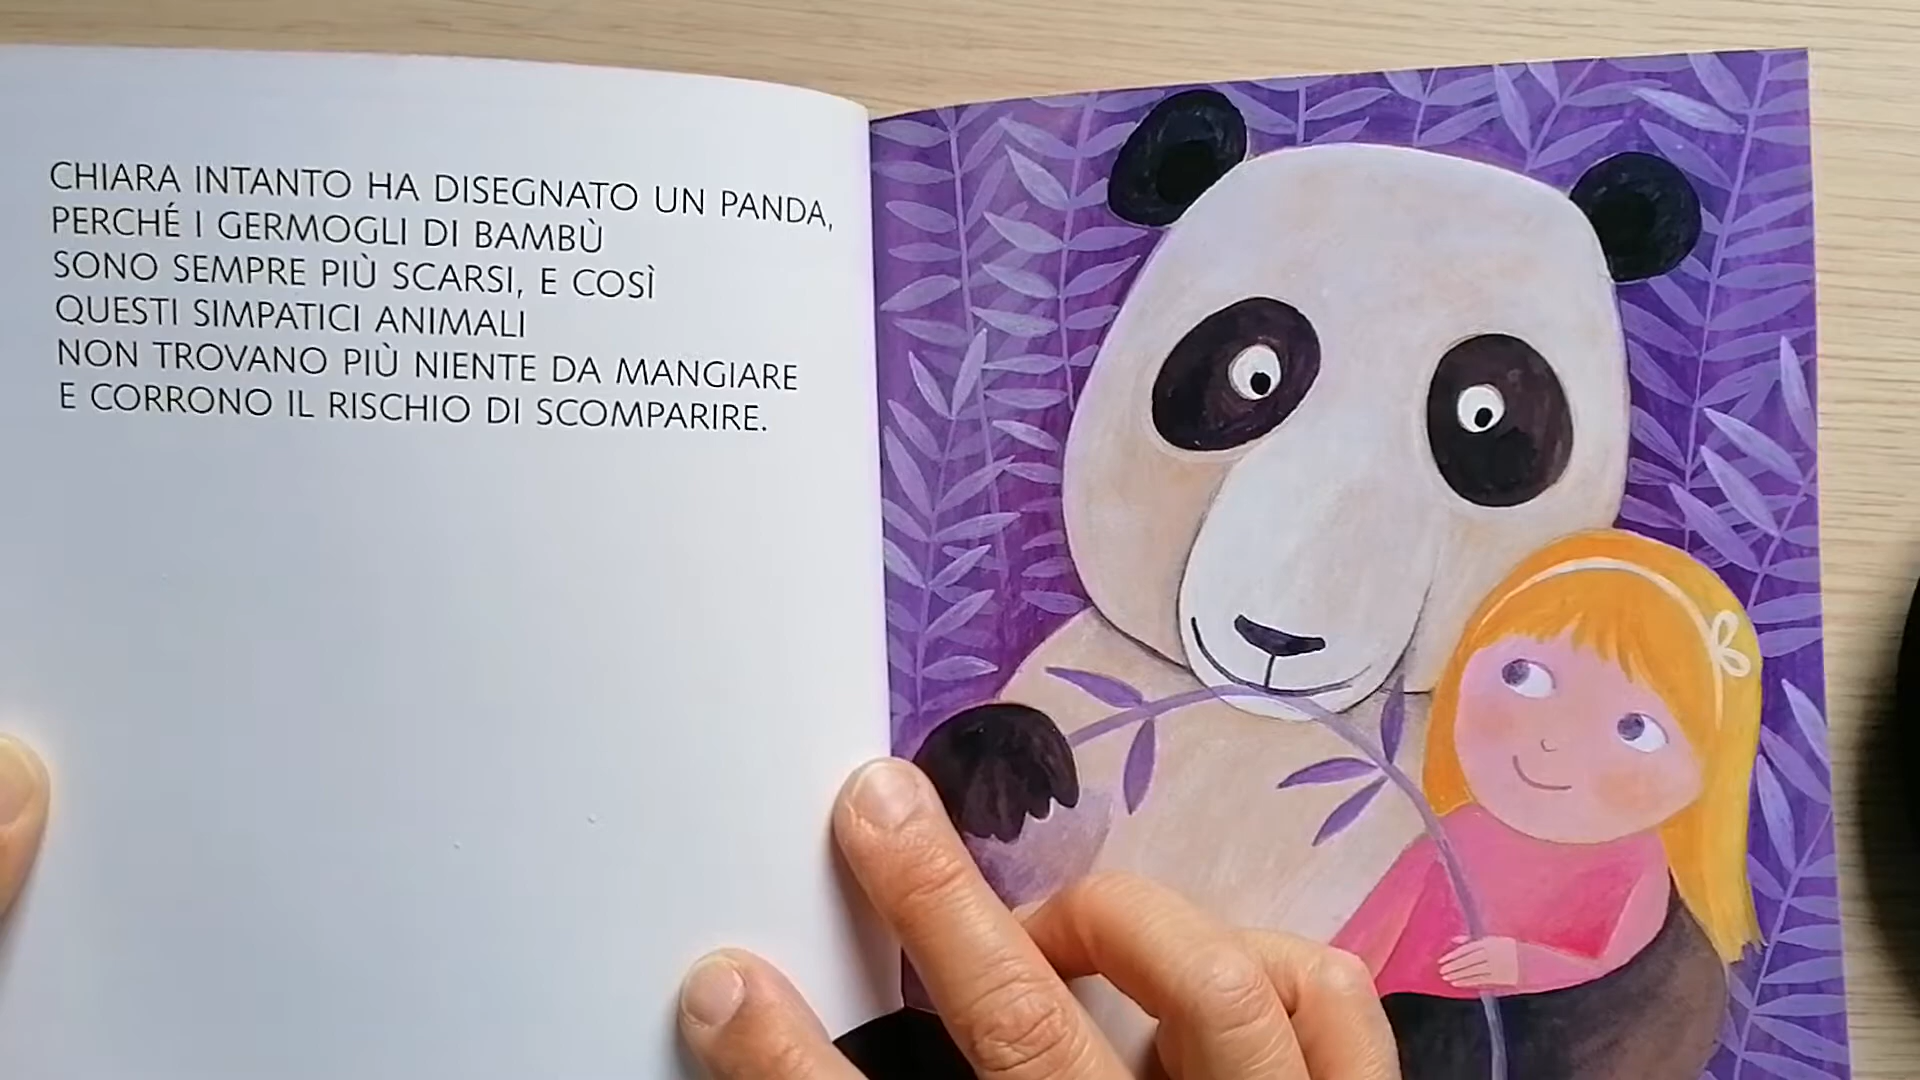 CHIARA INTANTO HA DISEGNATO UN PANDA,
PERCHÉ I GERMOGLI DI BAMBÙ
SONO SEMPRE PIÙ SCARSI, E COSÌ
QUESTI SIMPATICI ANIMALI
NON TROVANO PIÙ NIENTE DA MANGIARE
E CORRONO IL RISCHIO DI SCOMPARIRE.